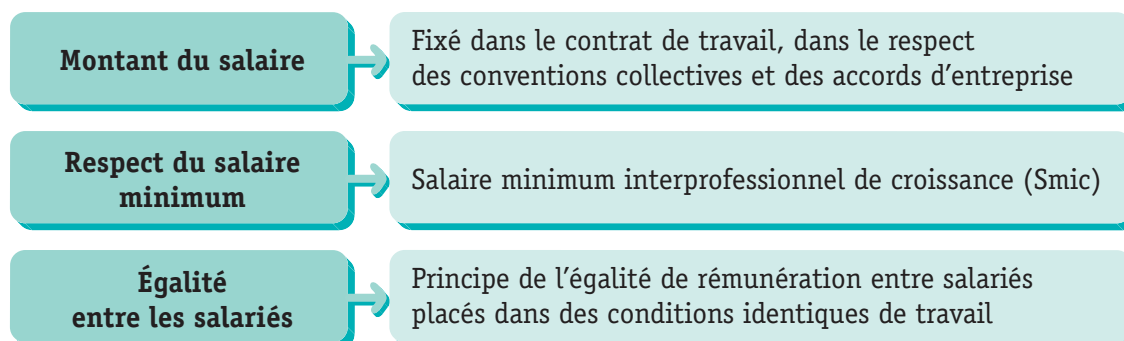 Montant du salaire
Fixé dans le contrat de travail, dans le respect
des conventions collectives et des accords d'entreprise
Respect du salaire
minimum
Salaire minimum interprofessionnel de croissance (Smic)
Égalité
entre les salariés
Principe de l'égalité de rémunération entre salariés
placés dans des conditions identiques de travail